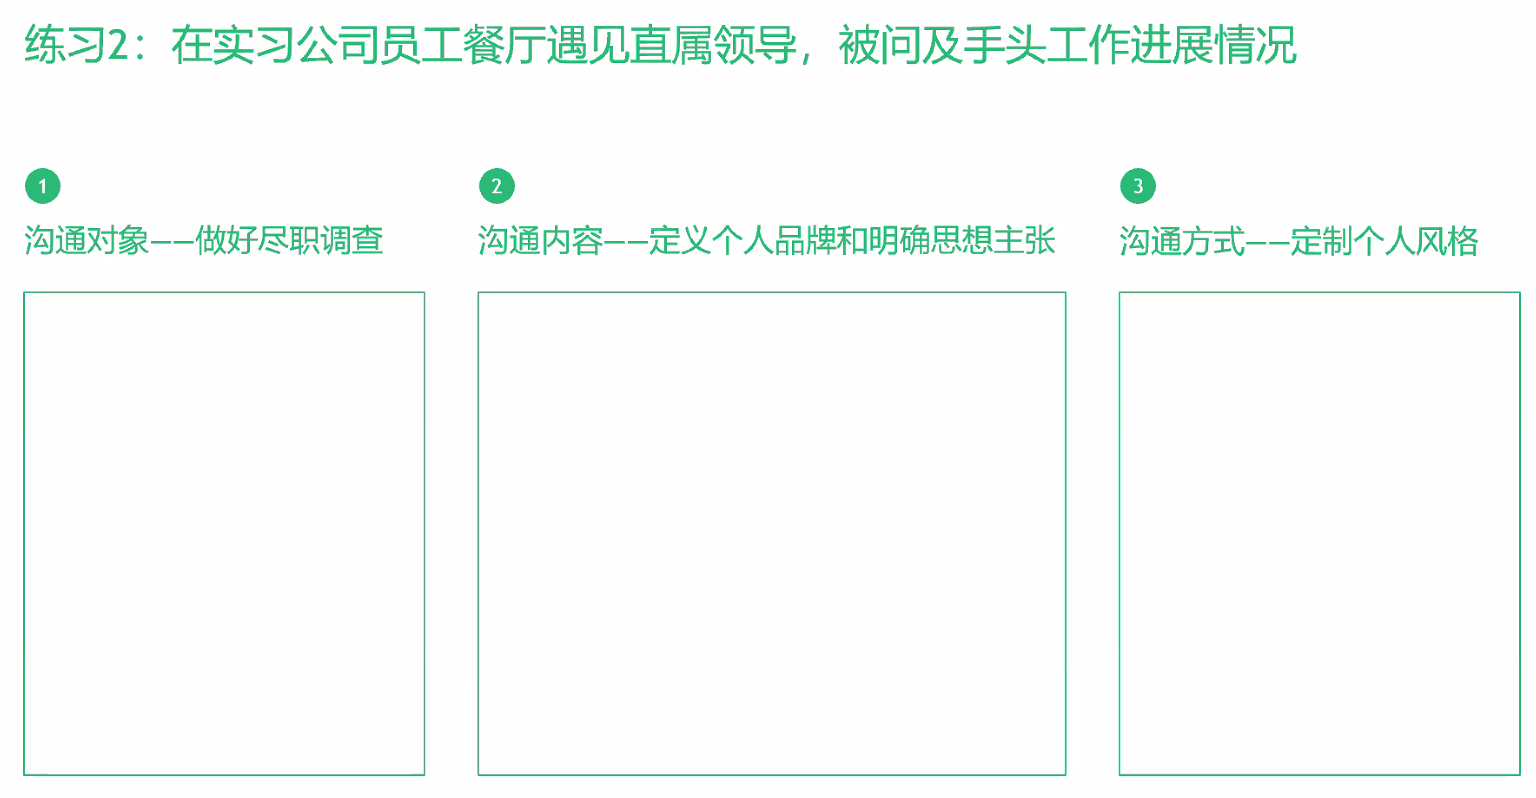 练习2：在实习公司员工餐厅遇见直属领导，被问及手头工作进展情况
1
沟通对象——做好尽职调查
2
沟通内容——定义个人品牌和明确思想主张
3
沟通方式——定制个人风格